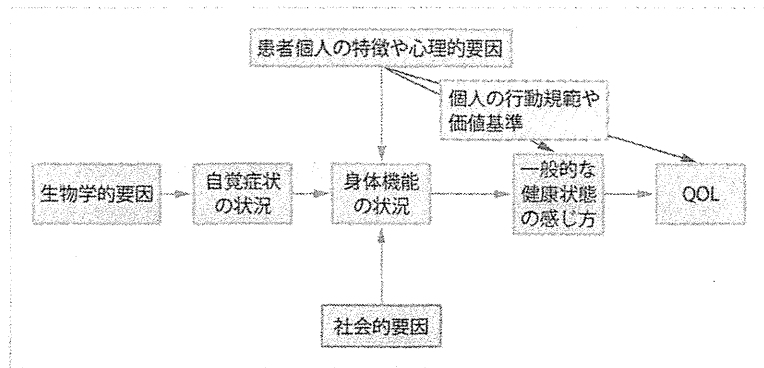 患者個人の特徴や心理的要因
個人の行動規範や
価値基準
生物学的要因
自覚症状
の状況
身体機能
の状況
一般的な
健康状態
の感じ方
QOL
社会的要因